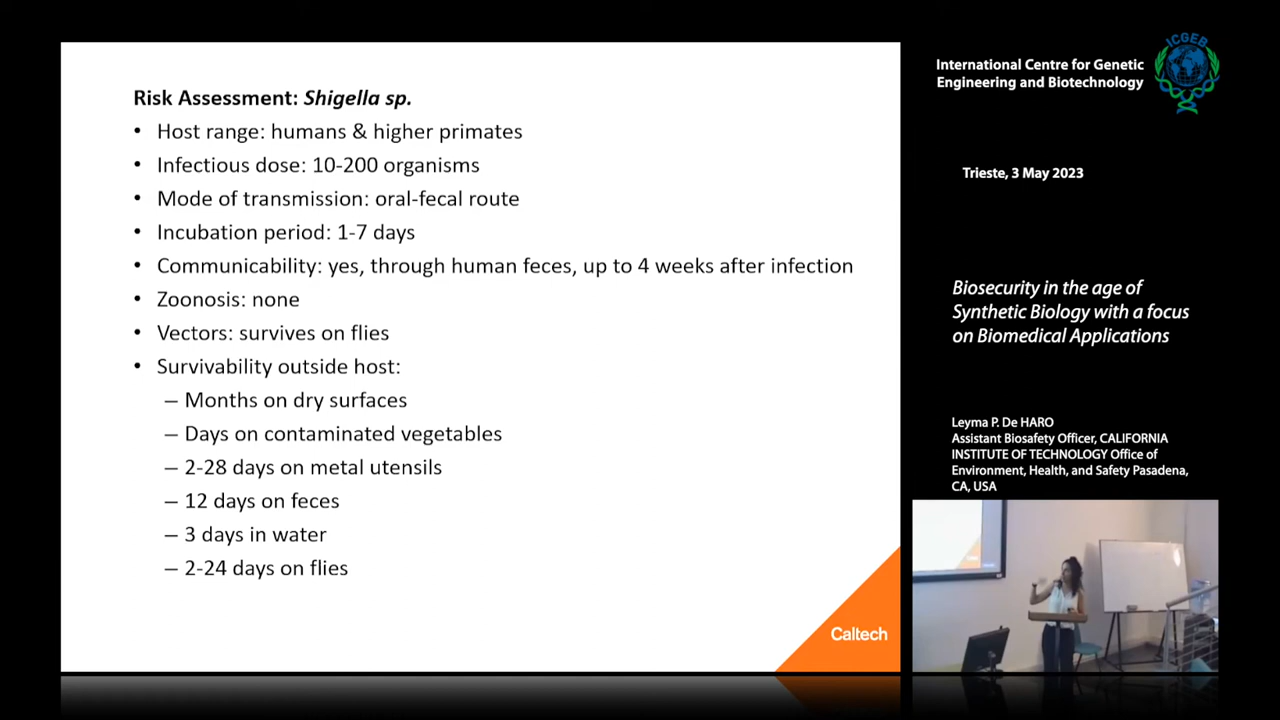 Risk Assessment: Shigella sp.
• Host range: humans & higher primates
• Infectious dose: 10-200 organisms
• Mode of transmission: oral-fecal route
• Incubation period: 1-7 days
• Communicability: yes, through human feces, up to 4 weeks after infection
• Zoonosis: none
• Vectors: survives on flies
• Survivability outside host:
– Months on dry surfaces
– Days on contaminated vegetables
– 2-28 days on metal utensils
– 12 days on feces
– 3 days in water
– 2-24 days on flies
Caltech
International Centre for Genetic
Engineering and Biotechnology
ICGEB
Trieste, 3 May 2023
Biosecurity in the age of
Synthetic Biology with a focus
on Biomedical Applications
Leyma P. De HARO
Assistant Biosafety Officer, CALIFORNIA
INSTITUTE OF TECHNOLOGY Office of
Environment, Health, and Safety Pasadena,
CA, USA